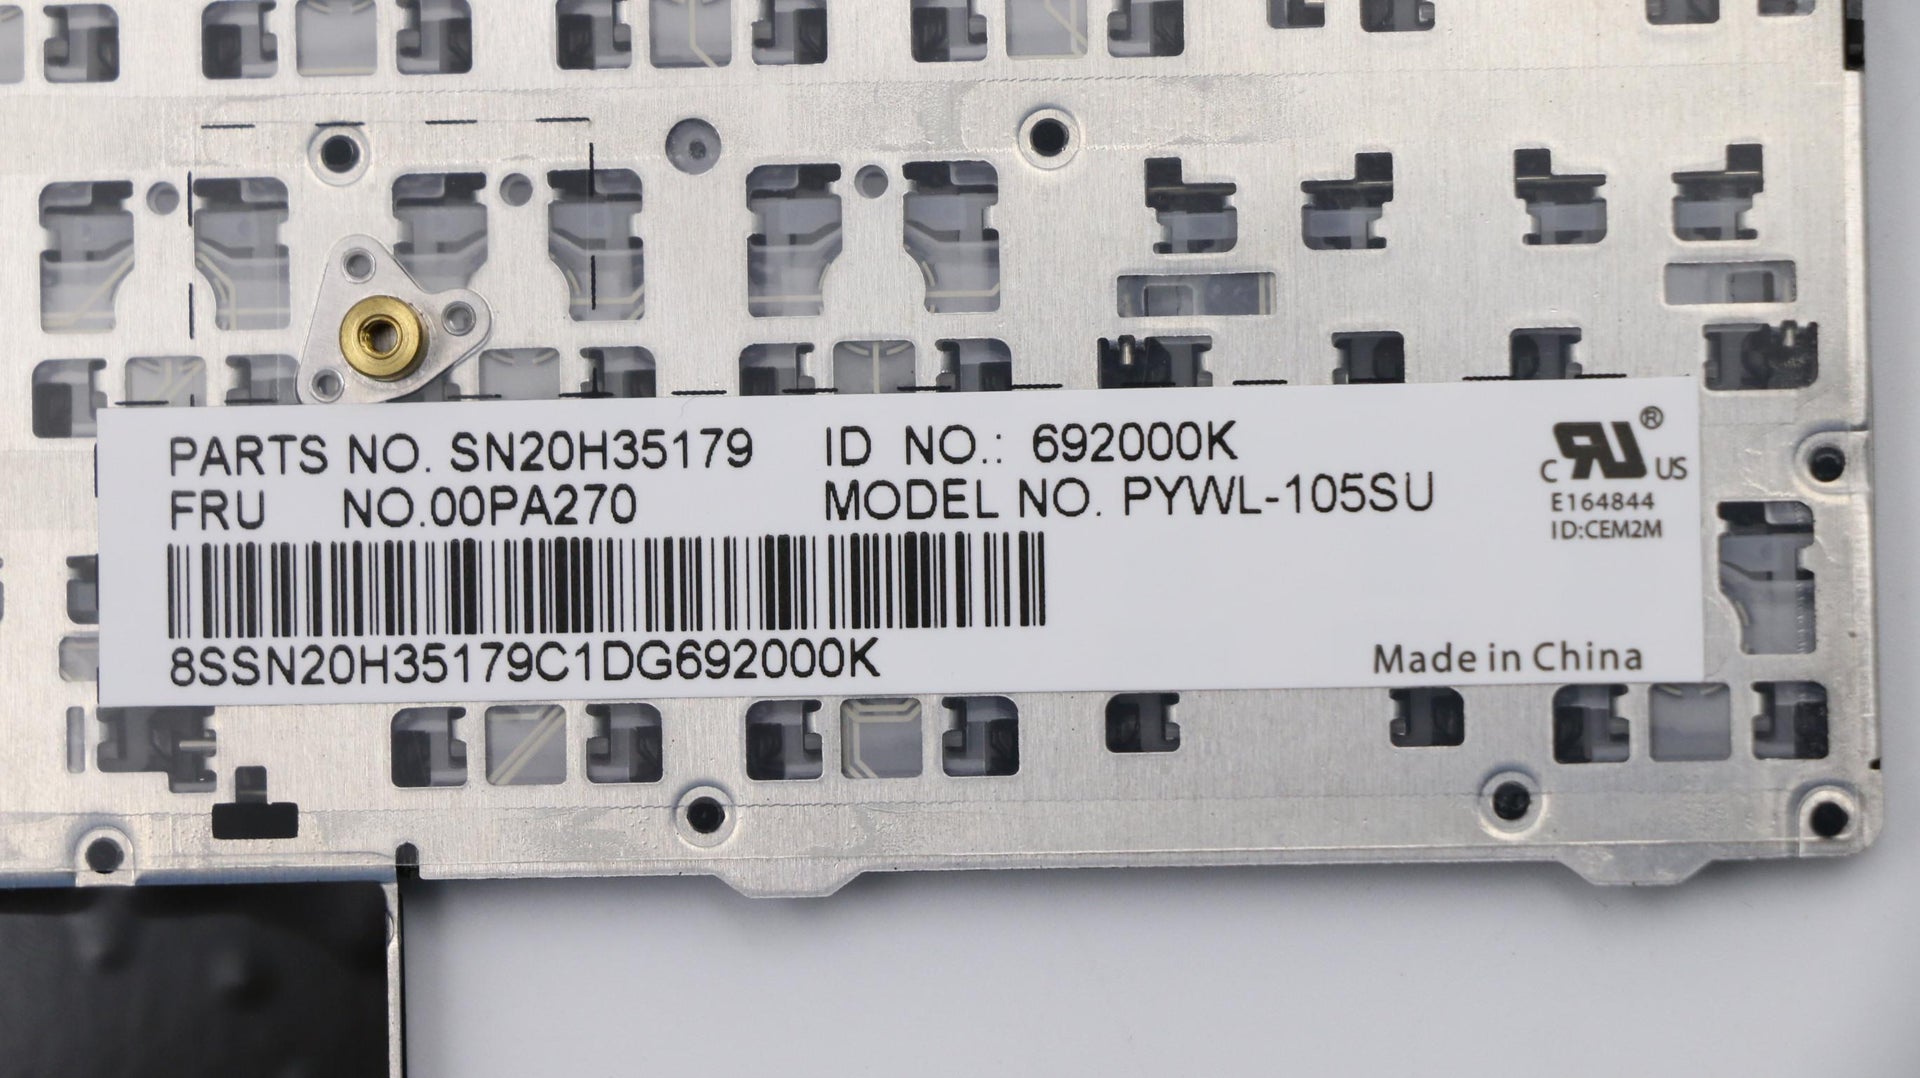 PARTS NO. SN20H35179 ID NO.: 692000K
FRU NO.00PA270 MODEL NO. PYWL-105SU
8SSN20H35179C1DG692000K
C RU ® US
E164844
ID:CEM2M
Made in China